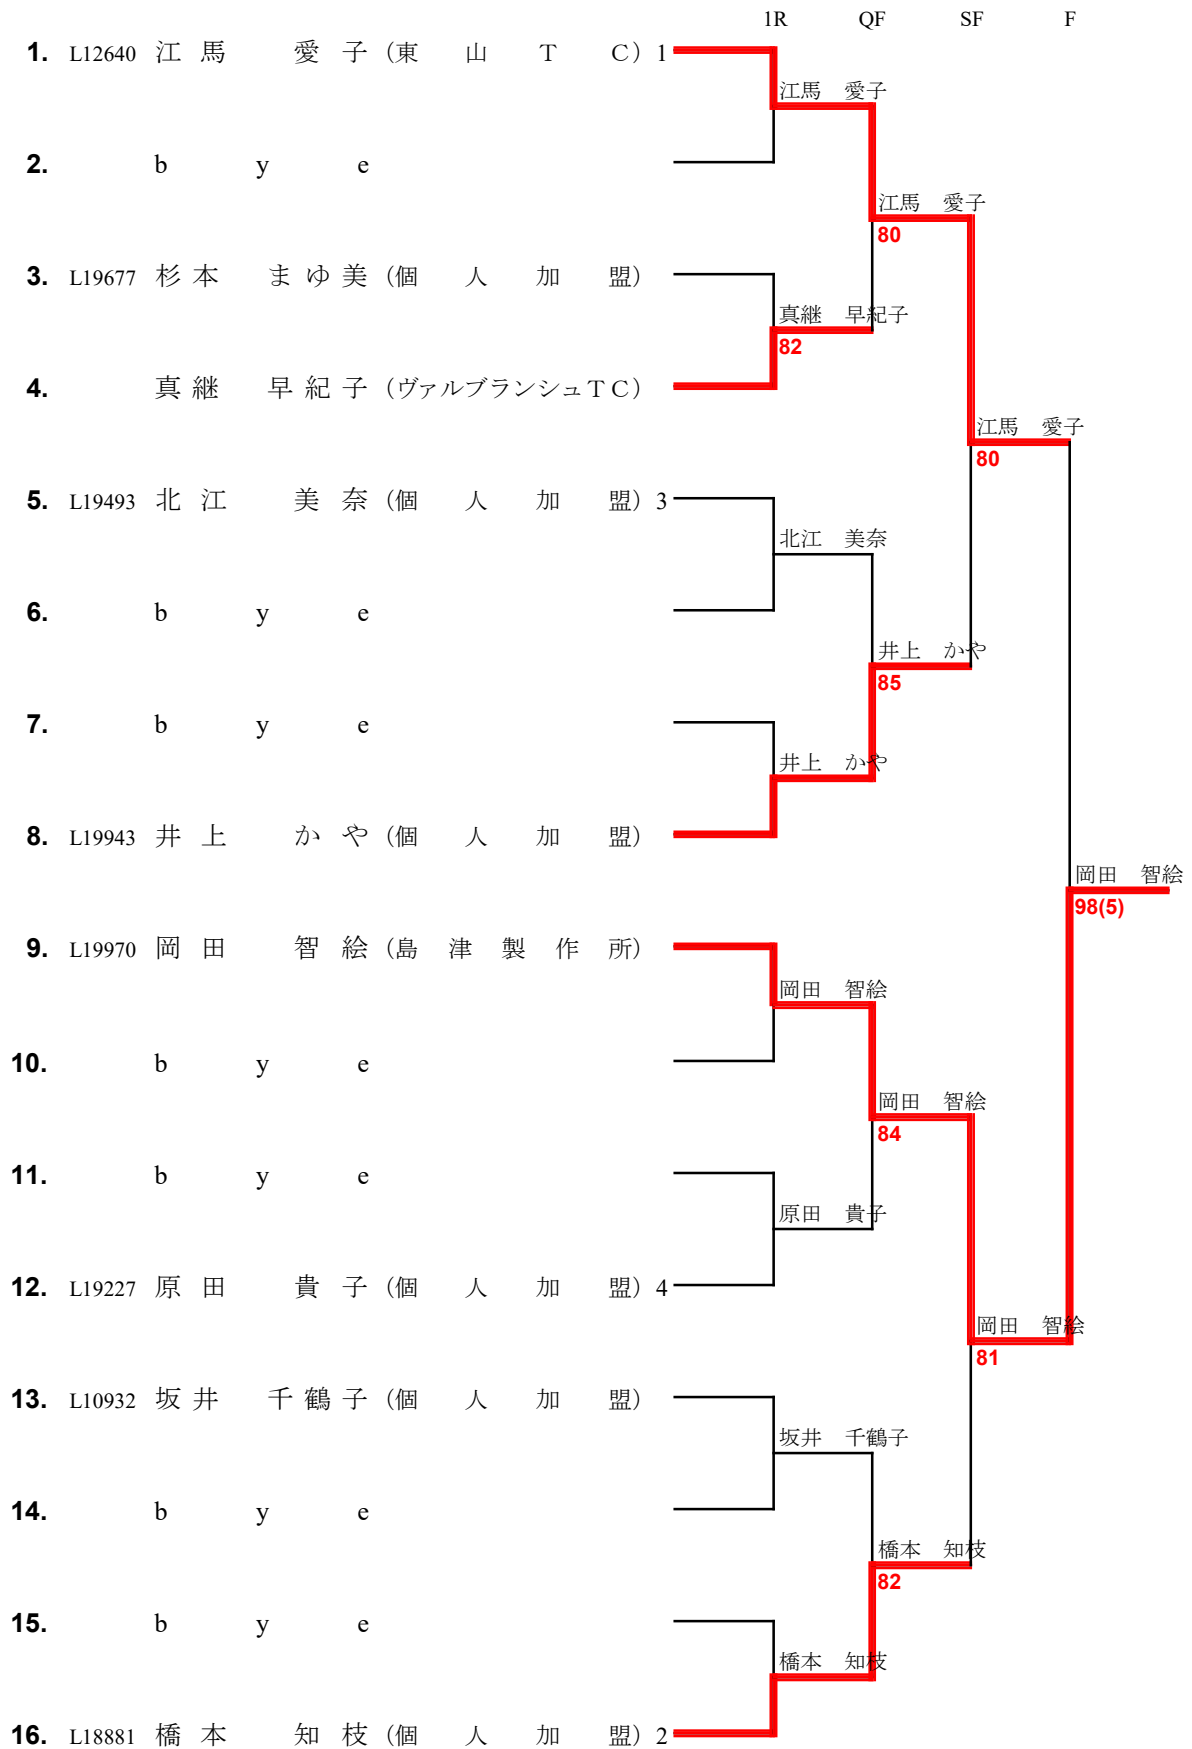 1R QF SF F
1. L12640 江馬 愛子 (東山TC) 1
江馬 愛子
2. bye
江馬 愛子
80
3. L19677 杉本 まゆ美 (個人加盟)
真継 早紀子
82
4. 真継 早紀子 (ヴァルブランシュTC)
江馬 愛子
80
5. L19493 北江 美奈 (個人加盟) 3
北江 美奈
6. bye
井上 かや
85
7. bye
井上 かや
8. L19943 井上 かや (個人加盟)
岡田 智絵
98(5)
9. L19970 岡田 智絵 (島津製作所)
岡田 智絵
10. bye
岡田 智絵
84
11. bye
原田 貴子
12. L19227 原田 貴子 (個人加盟) 4
岡田 智絵
81
13. L10932 坂井 千鶴子 (個人加盟)
坂井 千鶴子
14. bye
橋本 知枝
82
15. bye
橋本 知枝
16. L18881 橋本 知枝 (個人加盟) 2